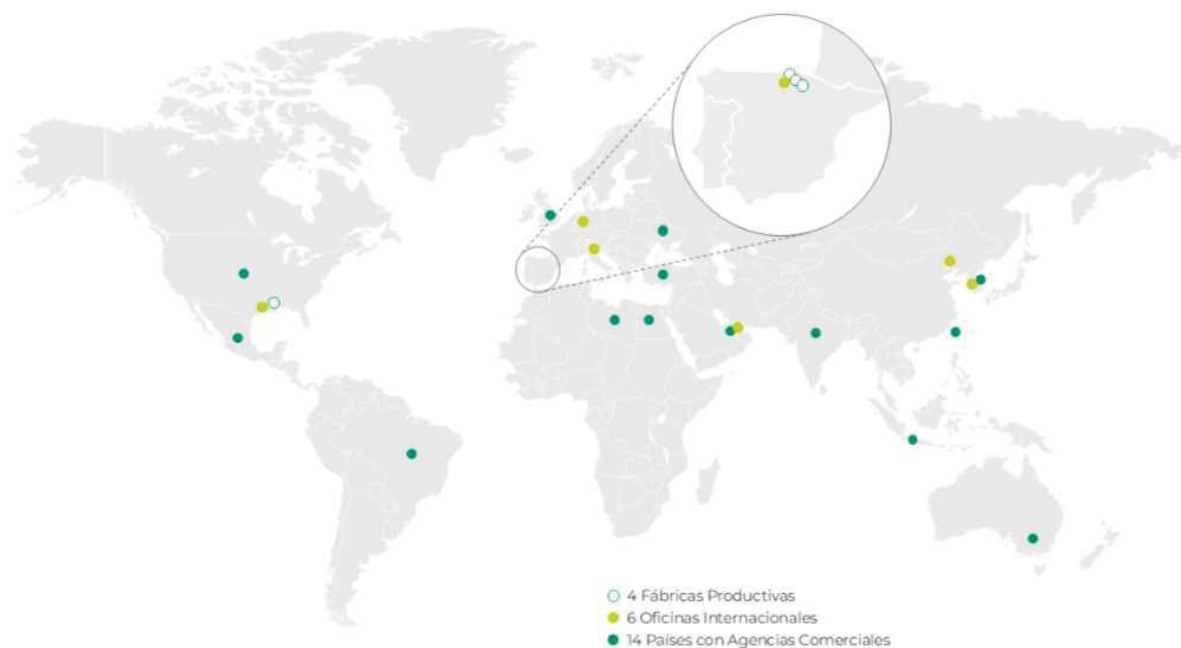 4 Fábricas Productivas
6 Oficinas Internacionales
14 Países con Agencias Comerciales